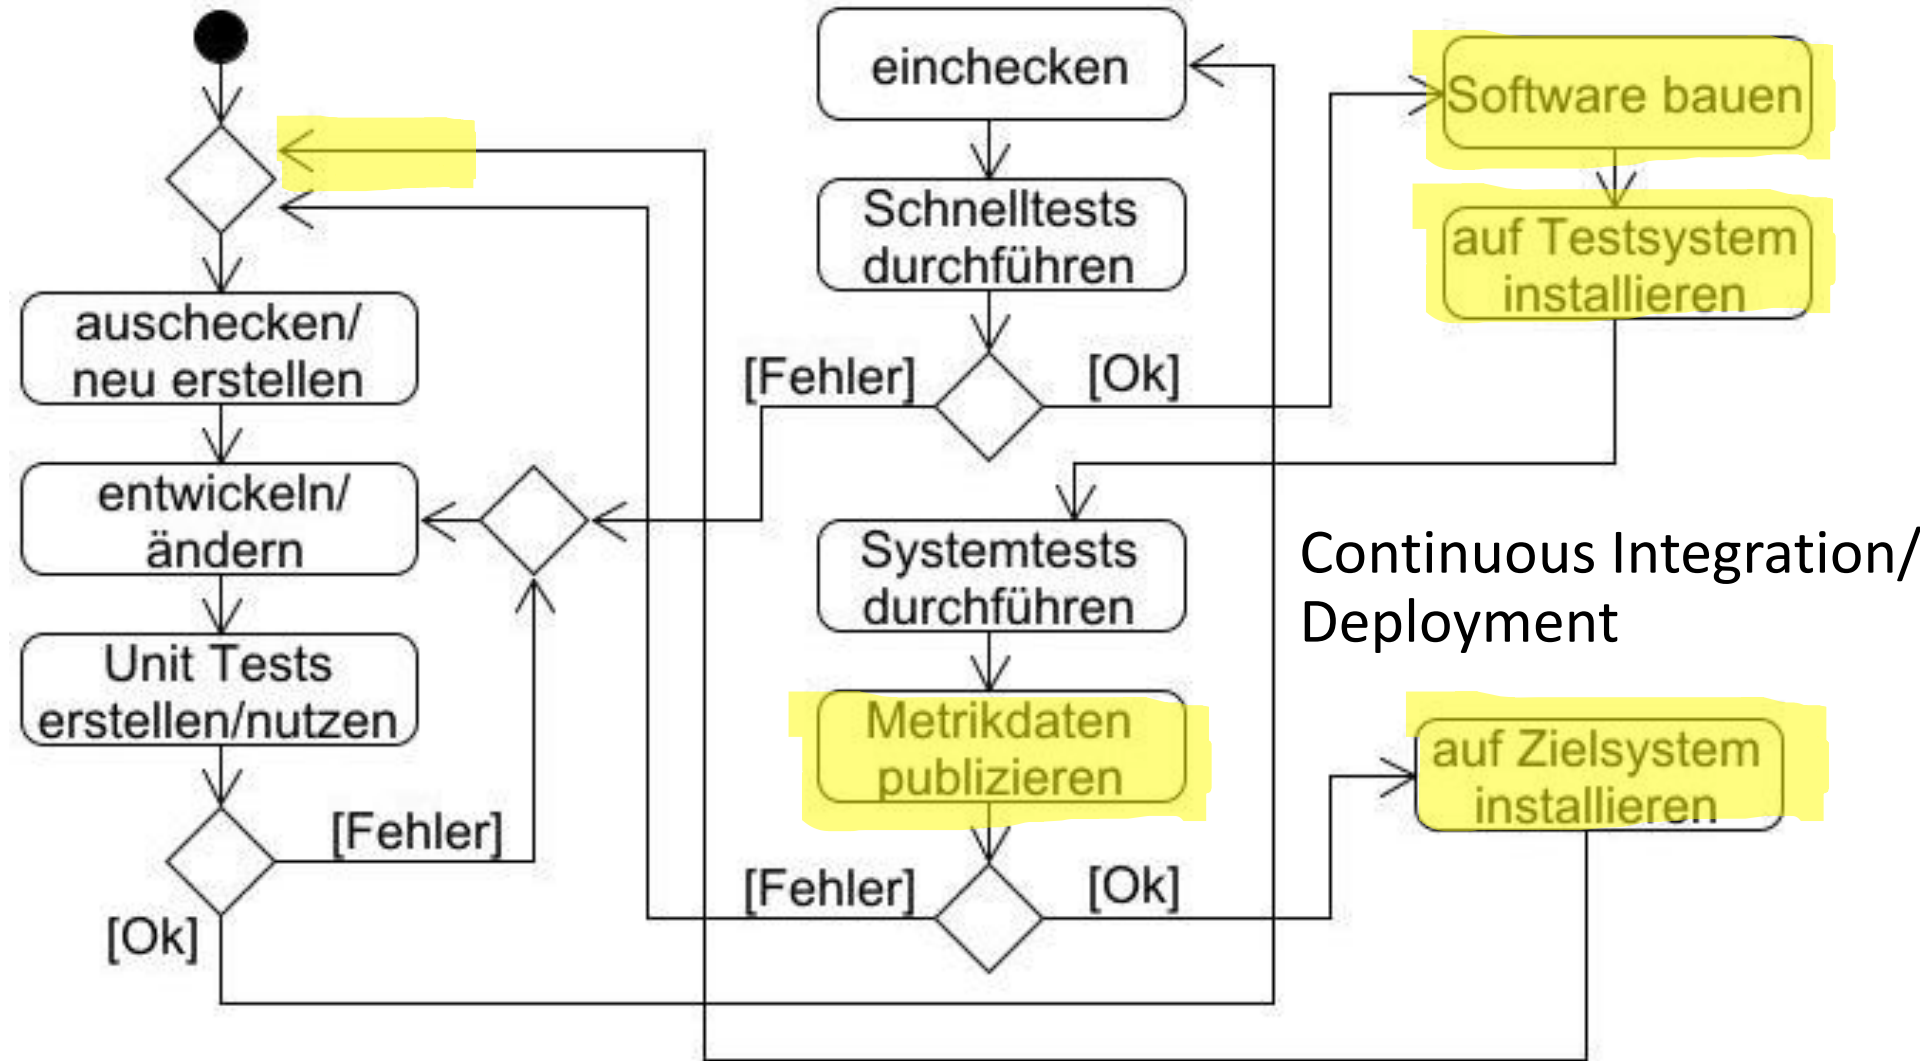 auschecken/
neu erstellen
entwickeln/
ändern
Unit Tests
erstellen/nutzen
[Fehler]
[Ok]
einchecken
Schnelltests
durchführen
[Fehler]
[Ok]
Software bauen
auf Testsystem
installieren
Systemtests
durchführen
Metrikdaten
publizieren
[Fehler]
[Ok]
Continuous Integration/
Deployment
auf Zielsystem
installieren